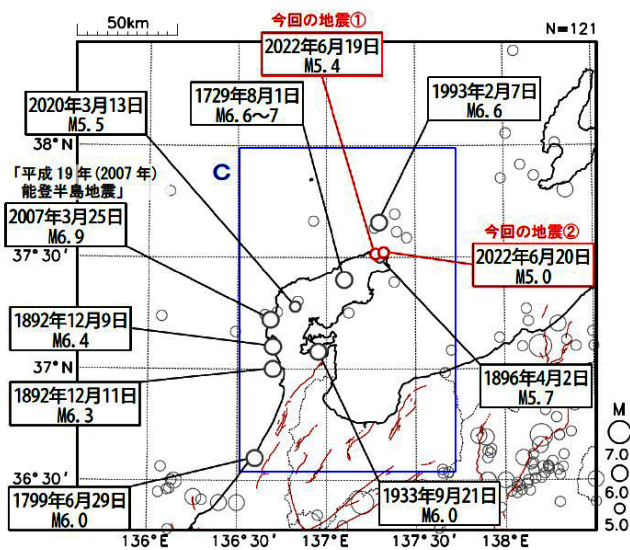 50km
今回の地震①
N=121
2022年6月19日
M5.4
2020年3月13日
M5.5
1729年8月1日
M6.6～7
1993年2月7日
M6.6
38°N
C
「平成19年(2007年)
能登半島地震」
2007年3月25日
M6.9
37°30′
今回の地震②
2022年6月20日
M5.0
1892年12月9日
M6.4
37°N
1892年12月11日
M6.3
1896年4月2日
M5.7
M
7.0
6.0
5.0
36°30′
1799年6月29日
M6.0
1933年9月21日
M6.0
136°E
136°30′
137°E
137°30′
138°E